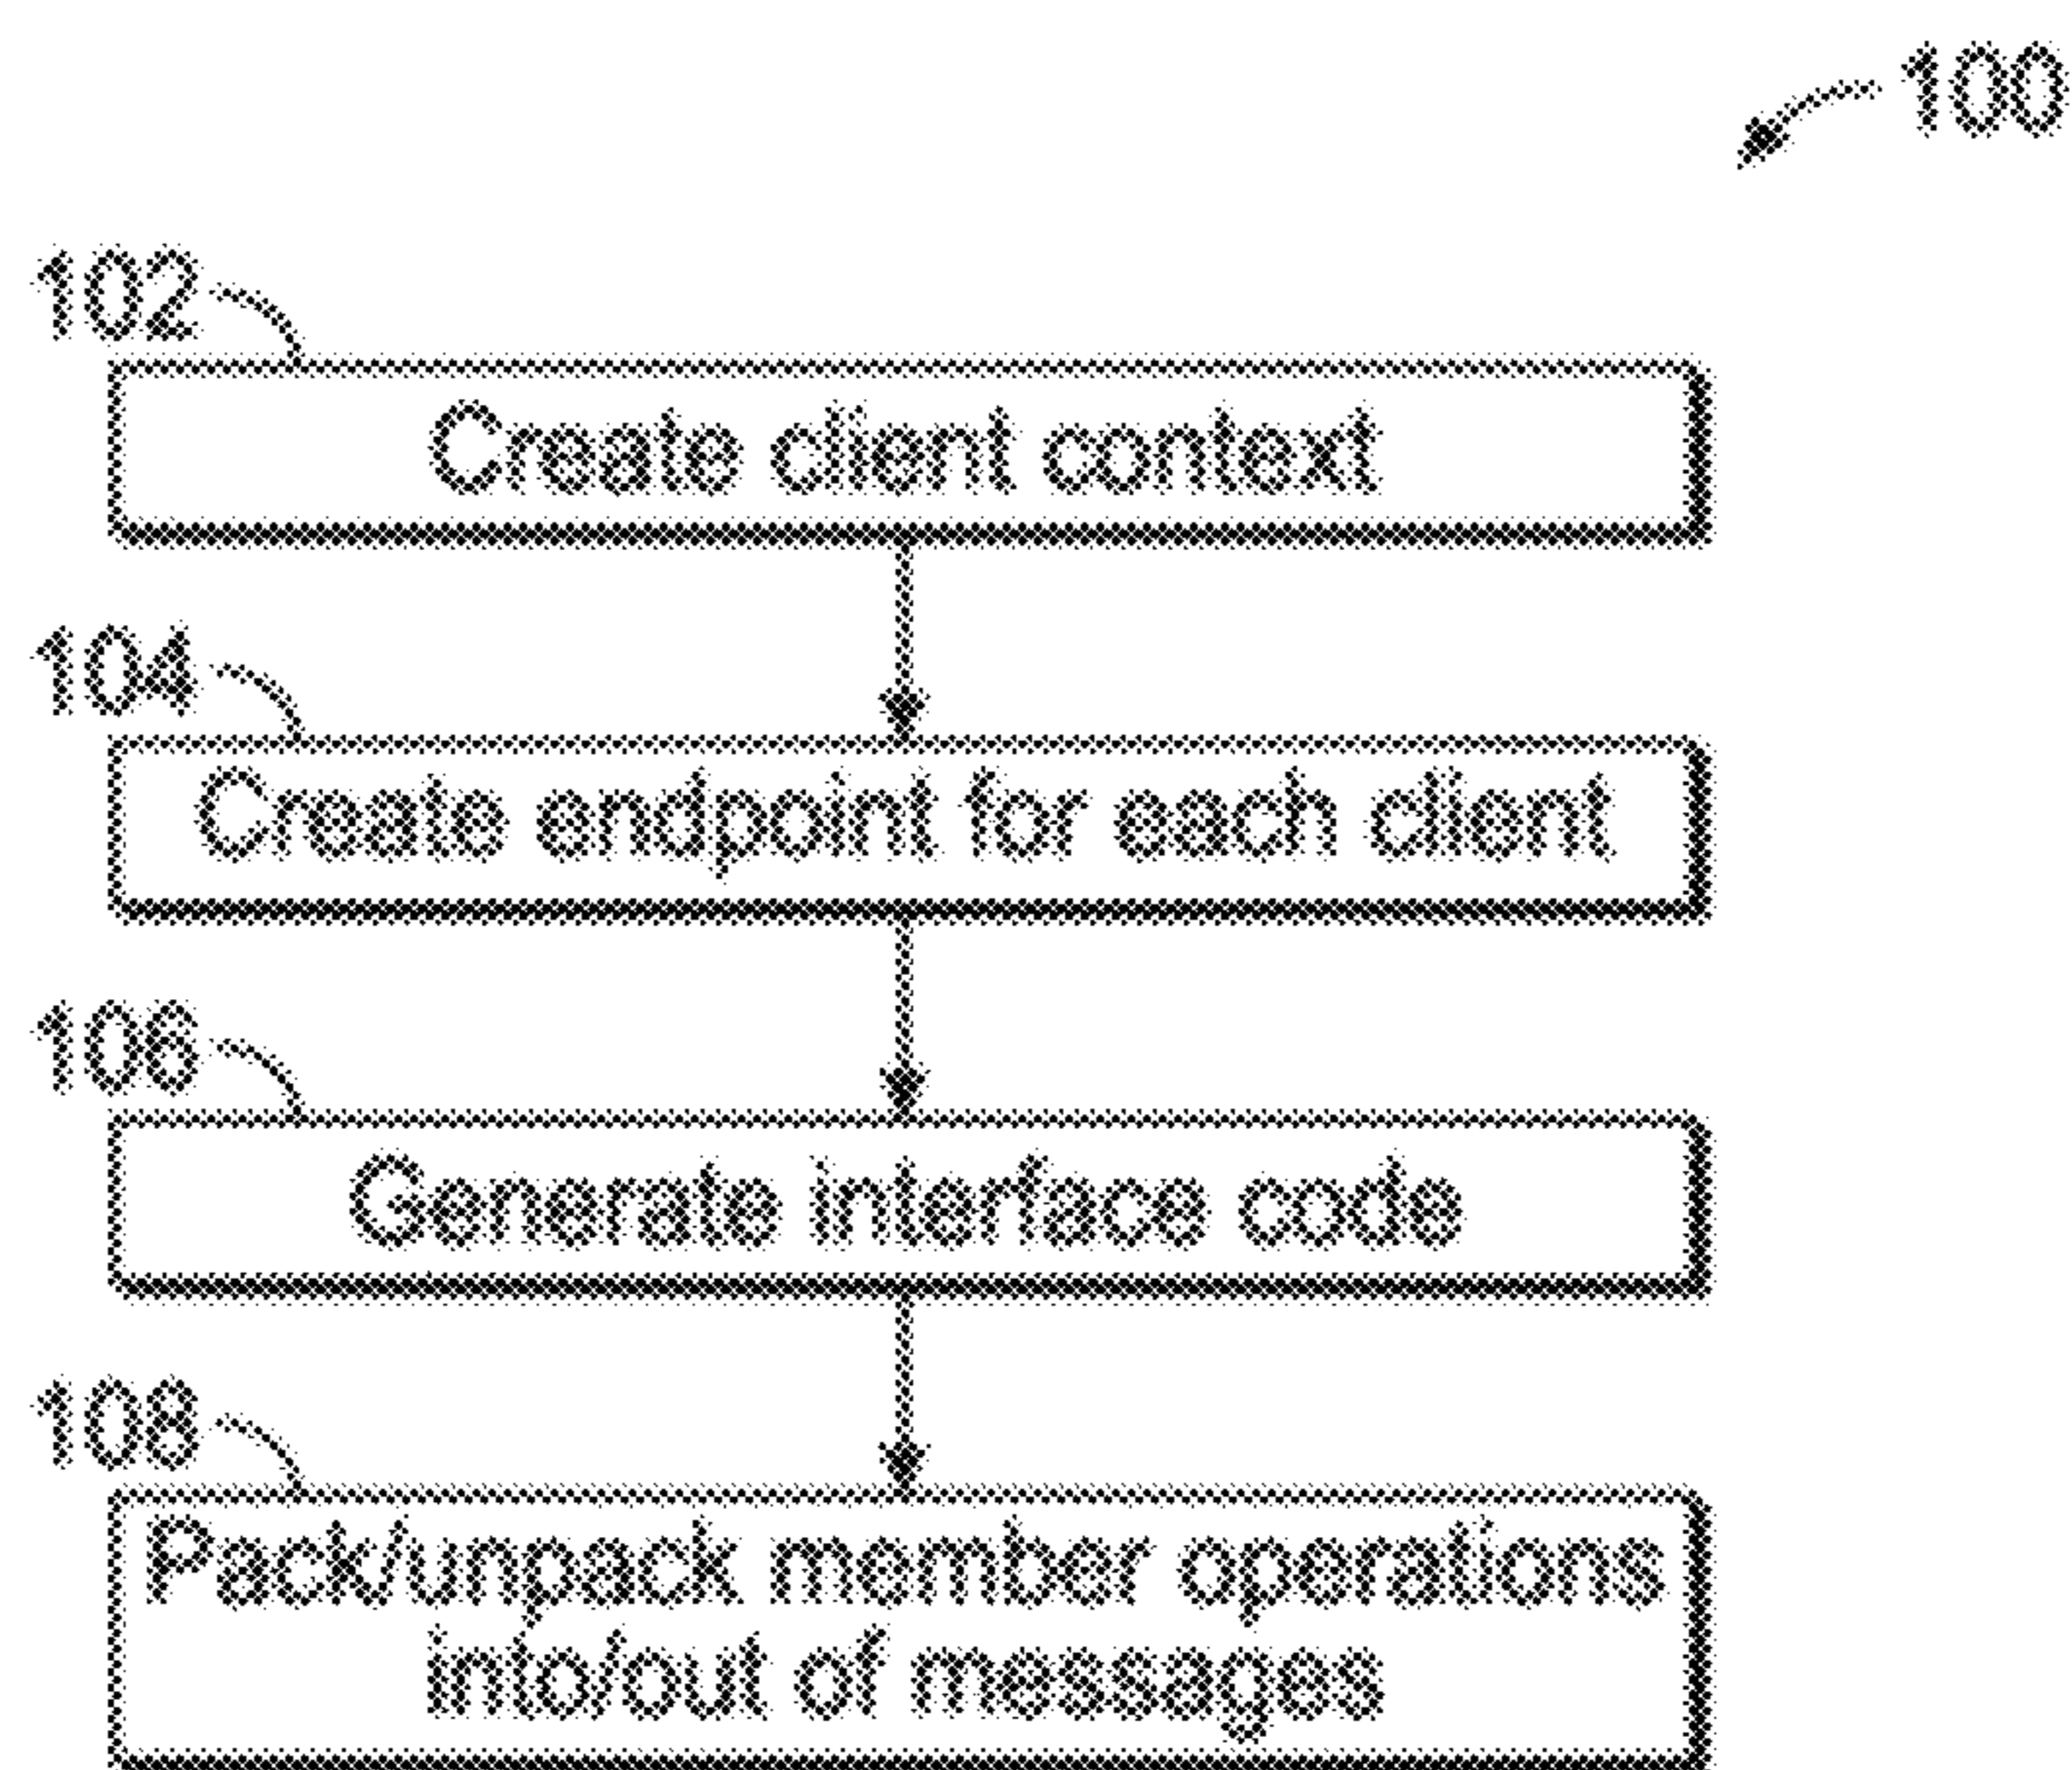 100
102
Create client context
104
Create endpoint for each client
106
Generate interface code
108
Pack/unpack member operations
into/out of messages